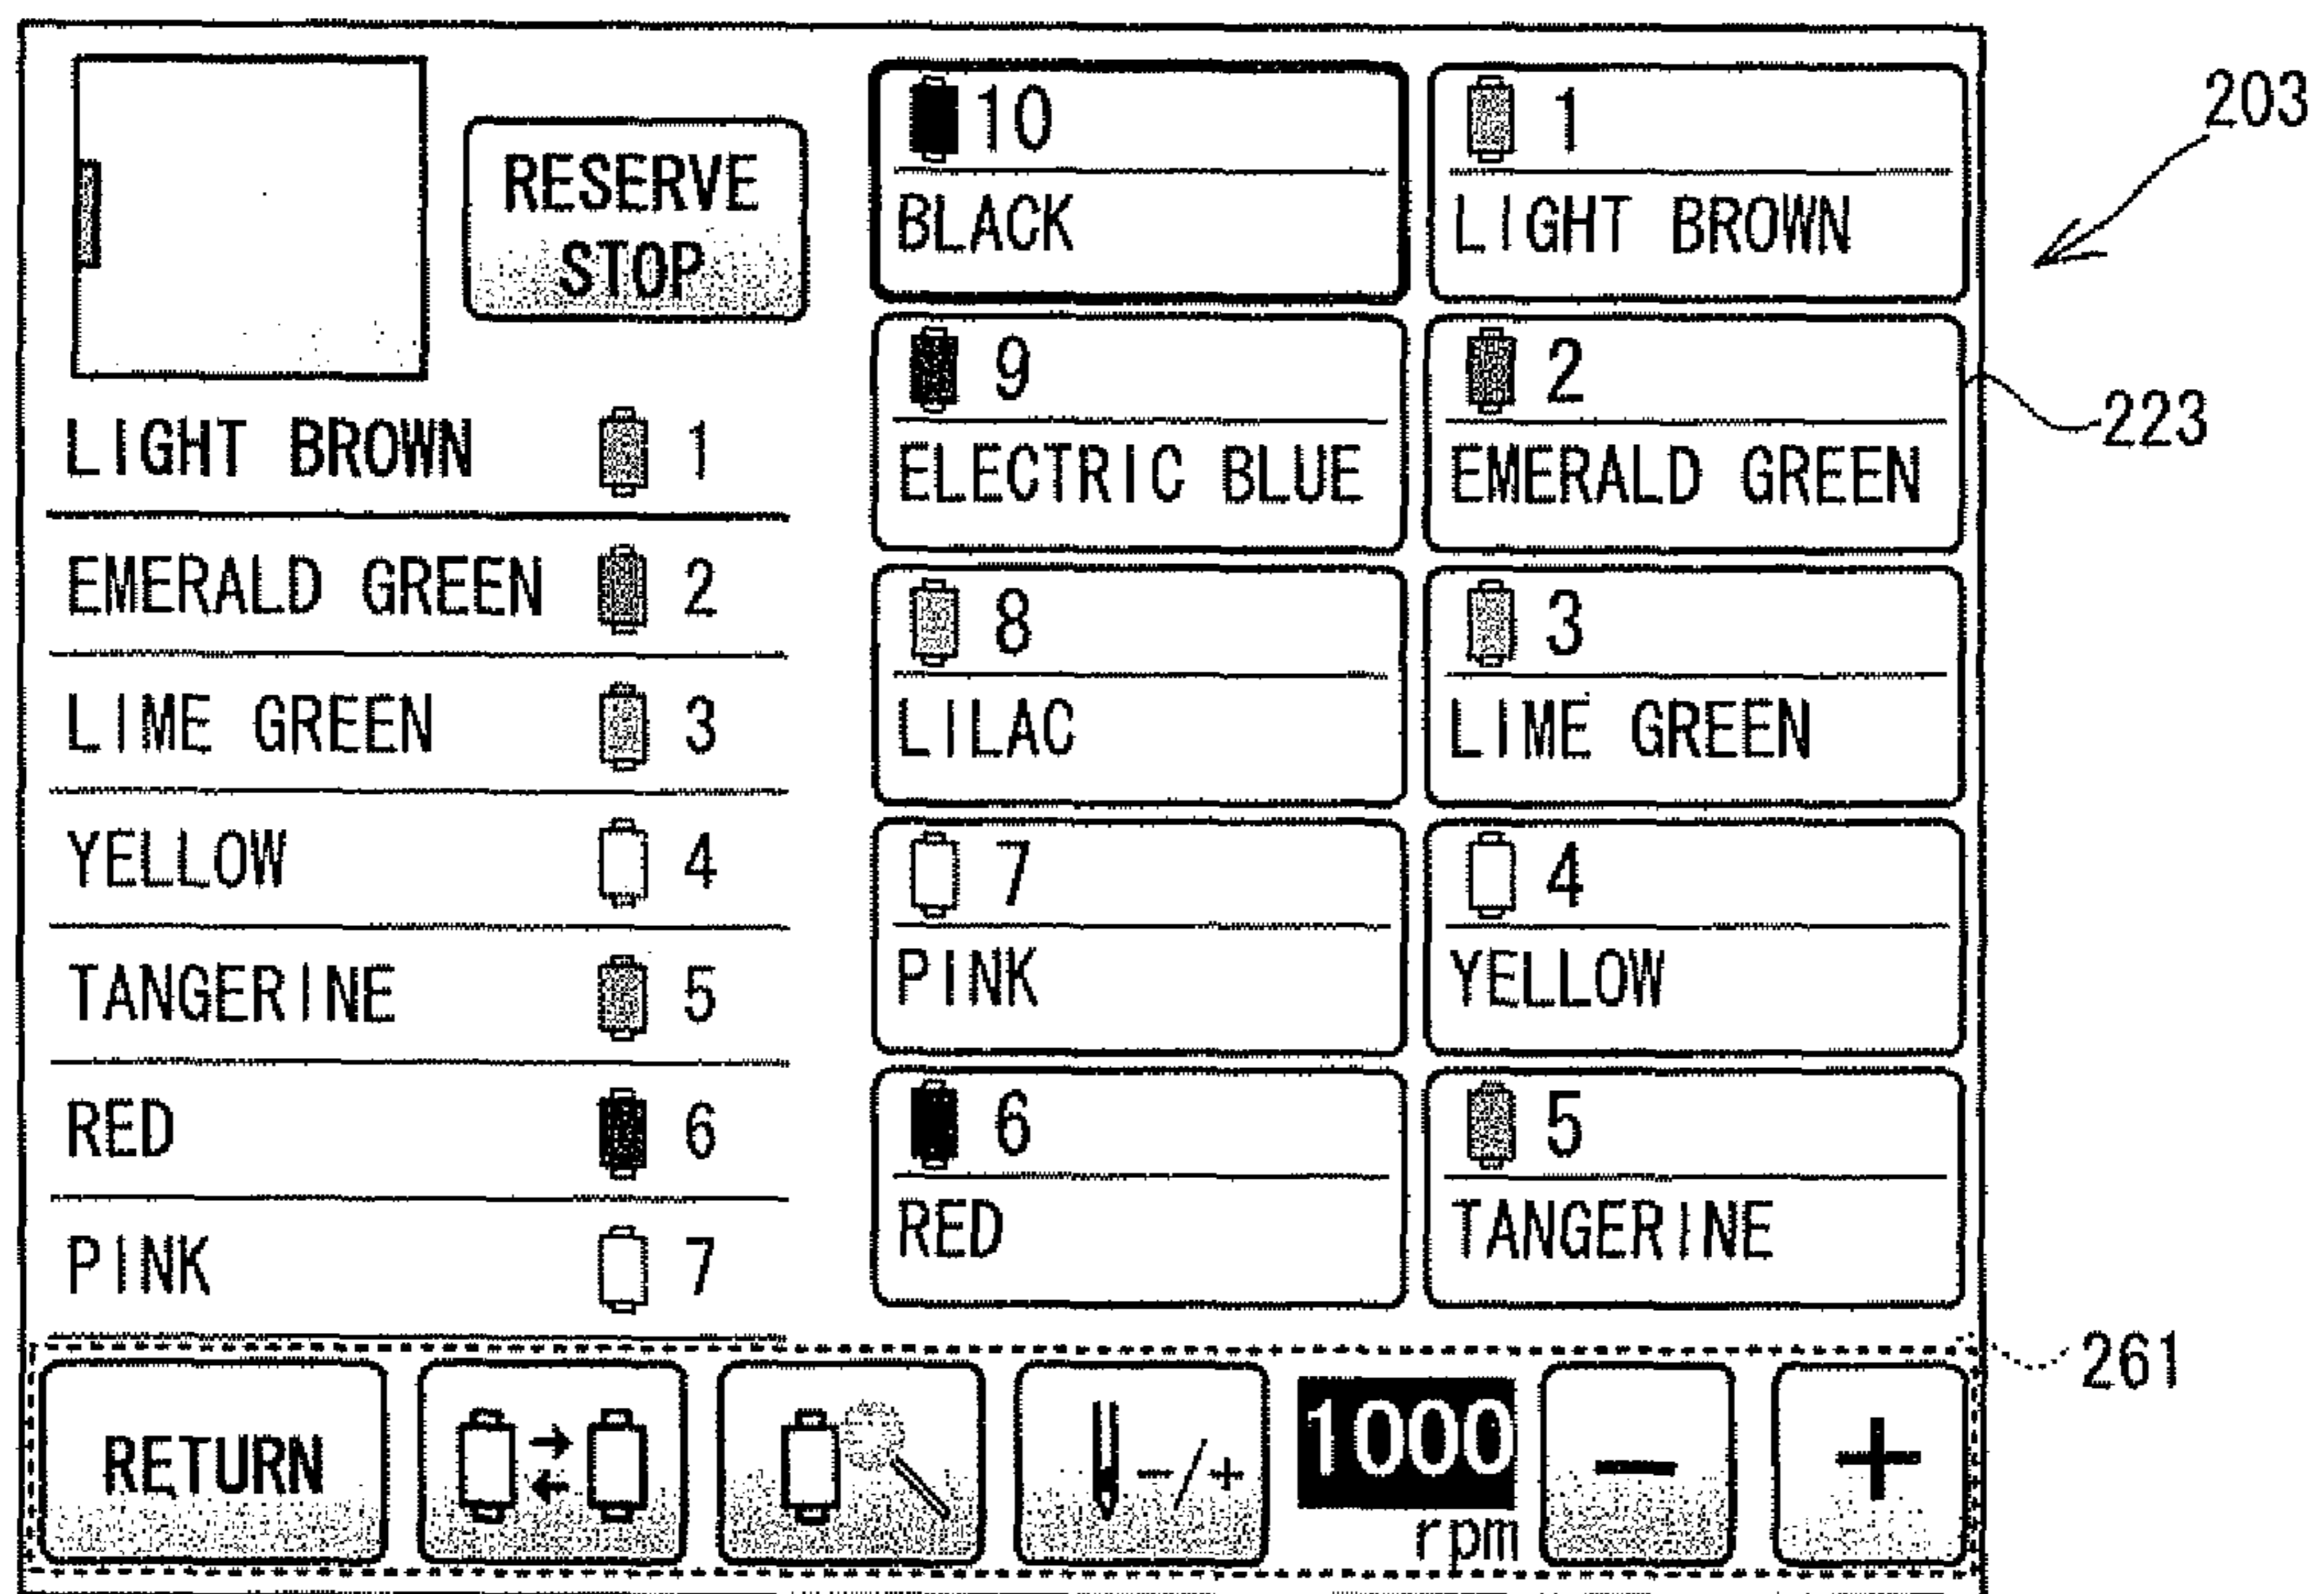 RESERVE
STOP
LIGHT BROWN 1
EMERALD GREEN 2
LIME GREEN 3
YELLOW 4
TANGERINE 5
RED 6
PINK 7
10
BLACK
1
LIGHT BROWN
9
ELECTRIC BLUE
2
EMERALD GREEN
8
LILAC
3
LIME GREEN
7
PINK
4
YELLOW
6
RED
5
TANGERINE
RETURN
−/+
1000
rpm
−
+
203
223
261